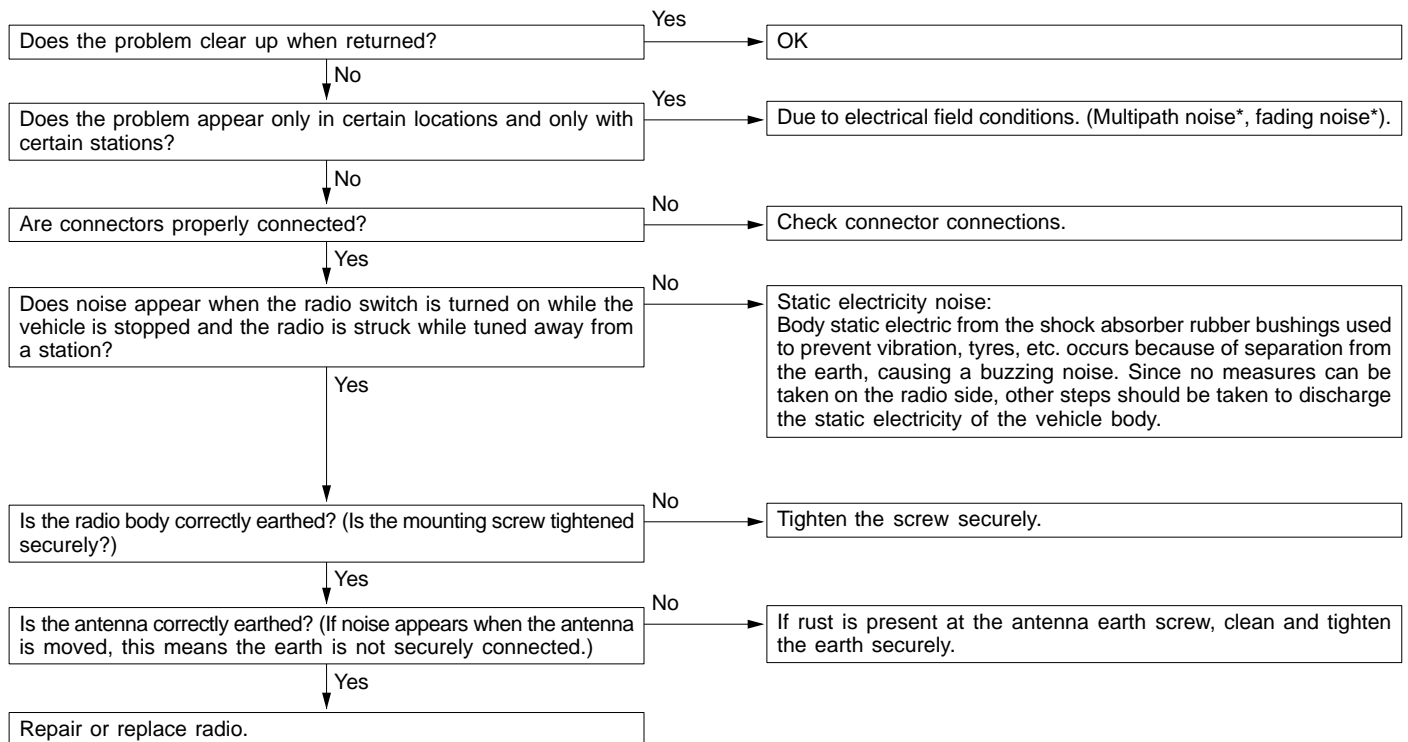 Does the problem clear up when returned?
Yes
OK
No
Does the problem appear only in certain locations and only with
certain stations?
Yes
Due to electrical field conditions. (Multipath noise*, fading noise*).
No
Are connectors properly connected?
No
Check connector connections.
Yes
Does noise appear when the radio switch is turned on while the
vehicle is stopped and the radio is struck while tuned away from
a station?
No
Static electricity noise:
Body static electric from the shock absorber rubber bushings used
to prevent vibration, tyres, etc. occurs because of separation from
the earth, causing a buzzing noise. Since no measures can be
taken on the radio side, other steps should be taken to discharge
the static electricity of the vehicle body.
Yes
Is the radio body correctly earthed? (Is the mounting screw tightened
securely?)
No
Tighten the screw securely.
Yes
Is the antenna correctly earthed? (If noise appears when the antenna
is moved, this means the earth is not securely connected.)
No
If rust is present at the antenna earth screw, clean and tighten
the earth securely.
Yes
Repair or replace radio.